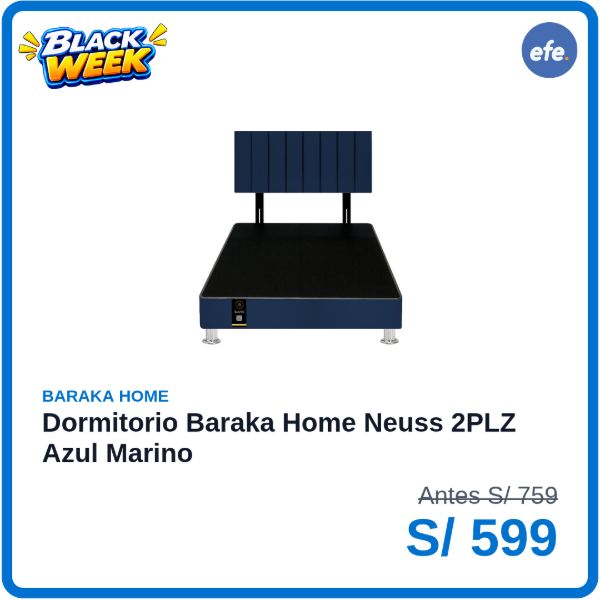 BLACK
WEEK
efe.
BARAKA HOME
Dormitorio Baraka Home Neuss 2PLZ
Azul Marino
Antes S/ 759
S/ 599